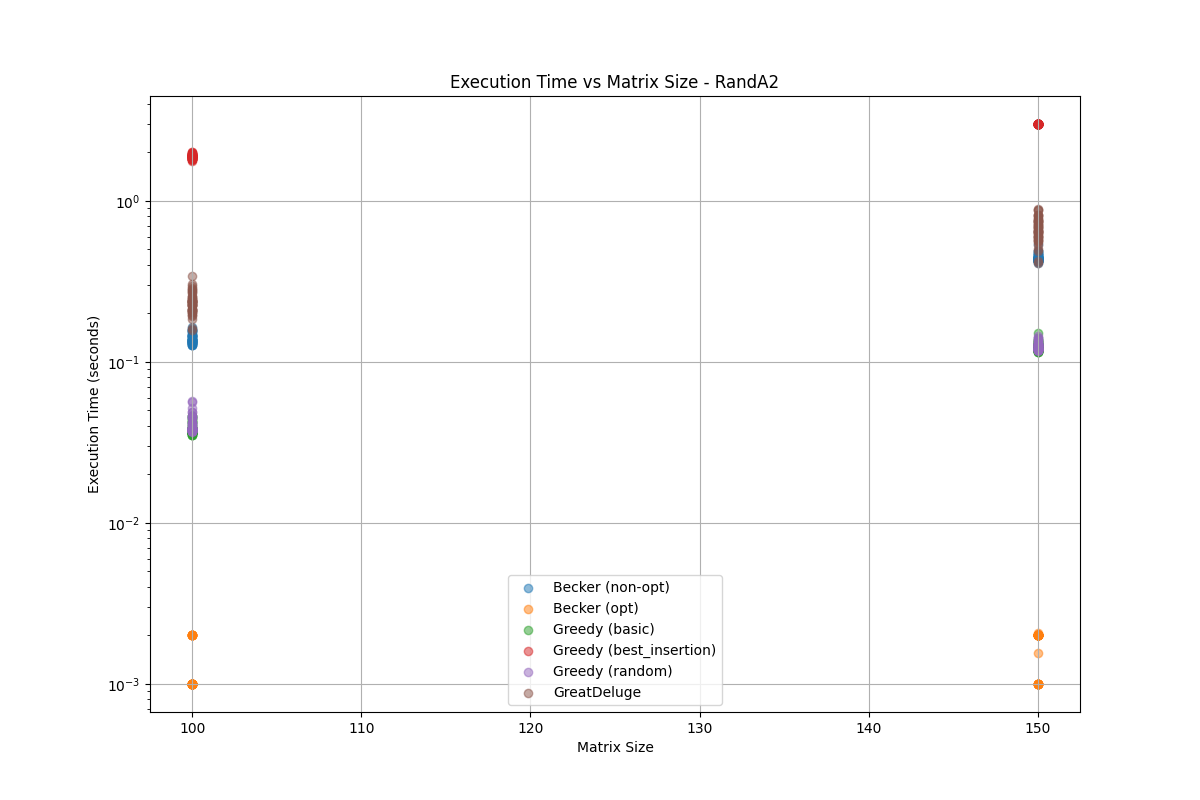 Execution Time vs Matrix Size - RandA2
Execution Time (seconds)
10⁰
10⁻¹
10⁻²
10⁻³
Becker (non-opt)
Becker (opt)
Greedy (basic)
Greedy (best_insertion)
Greedy (random)
GreatDeluge
100 110 120 130 140 150
Matrix Size